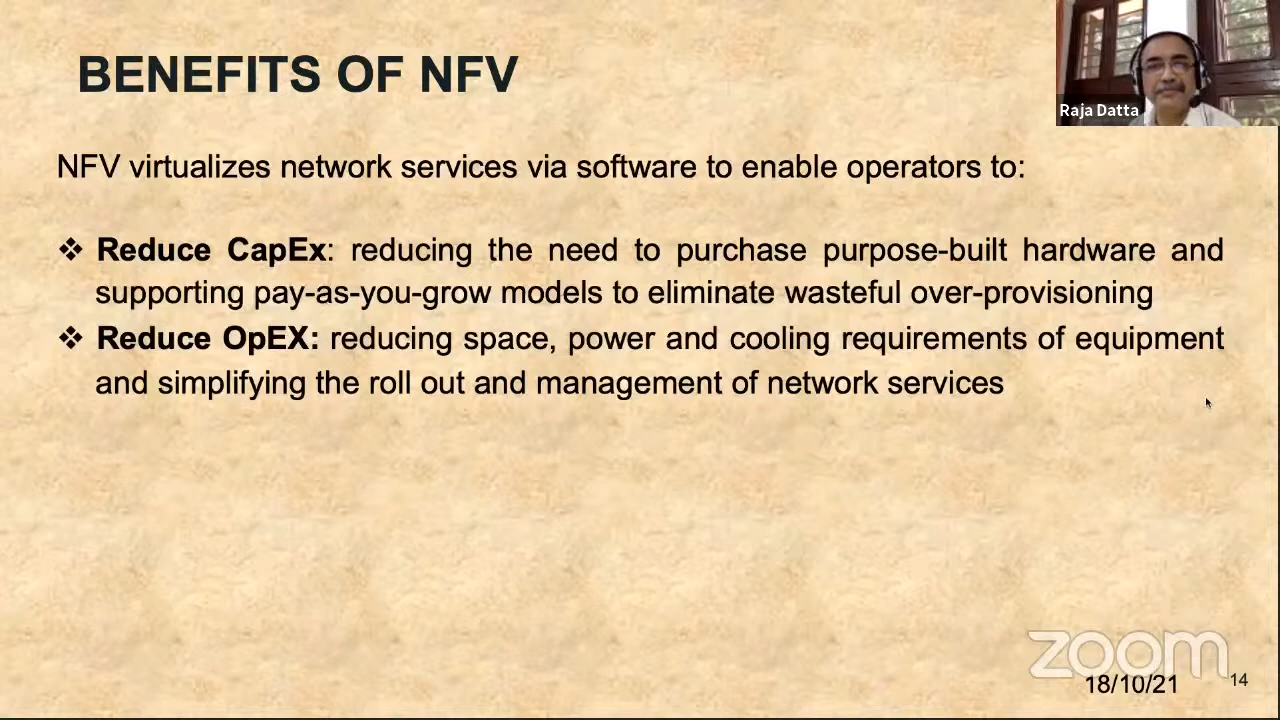 BENEFITS OF NFV
Raja Datta
NFV virtualizes network services via software to enable operators to:
❖ Reduce CapEx: reducing the need to purchase purpose-built hardware and
supporting pay-as-you-grow models to eliminate wasteful over-provisioning
❖ Reduce OpEX: reducing space, power and cooling requirements of equipment
and simplifying the roll out and management of network services
zoom
18/10/21
14